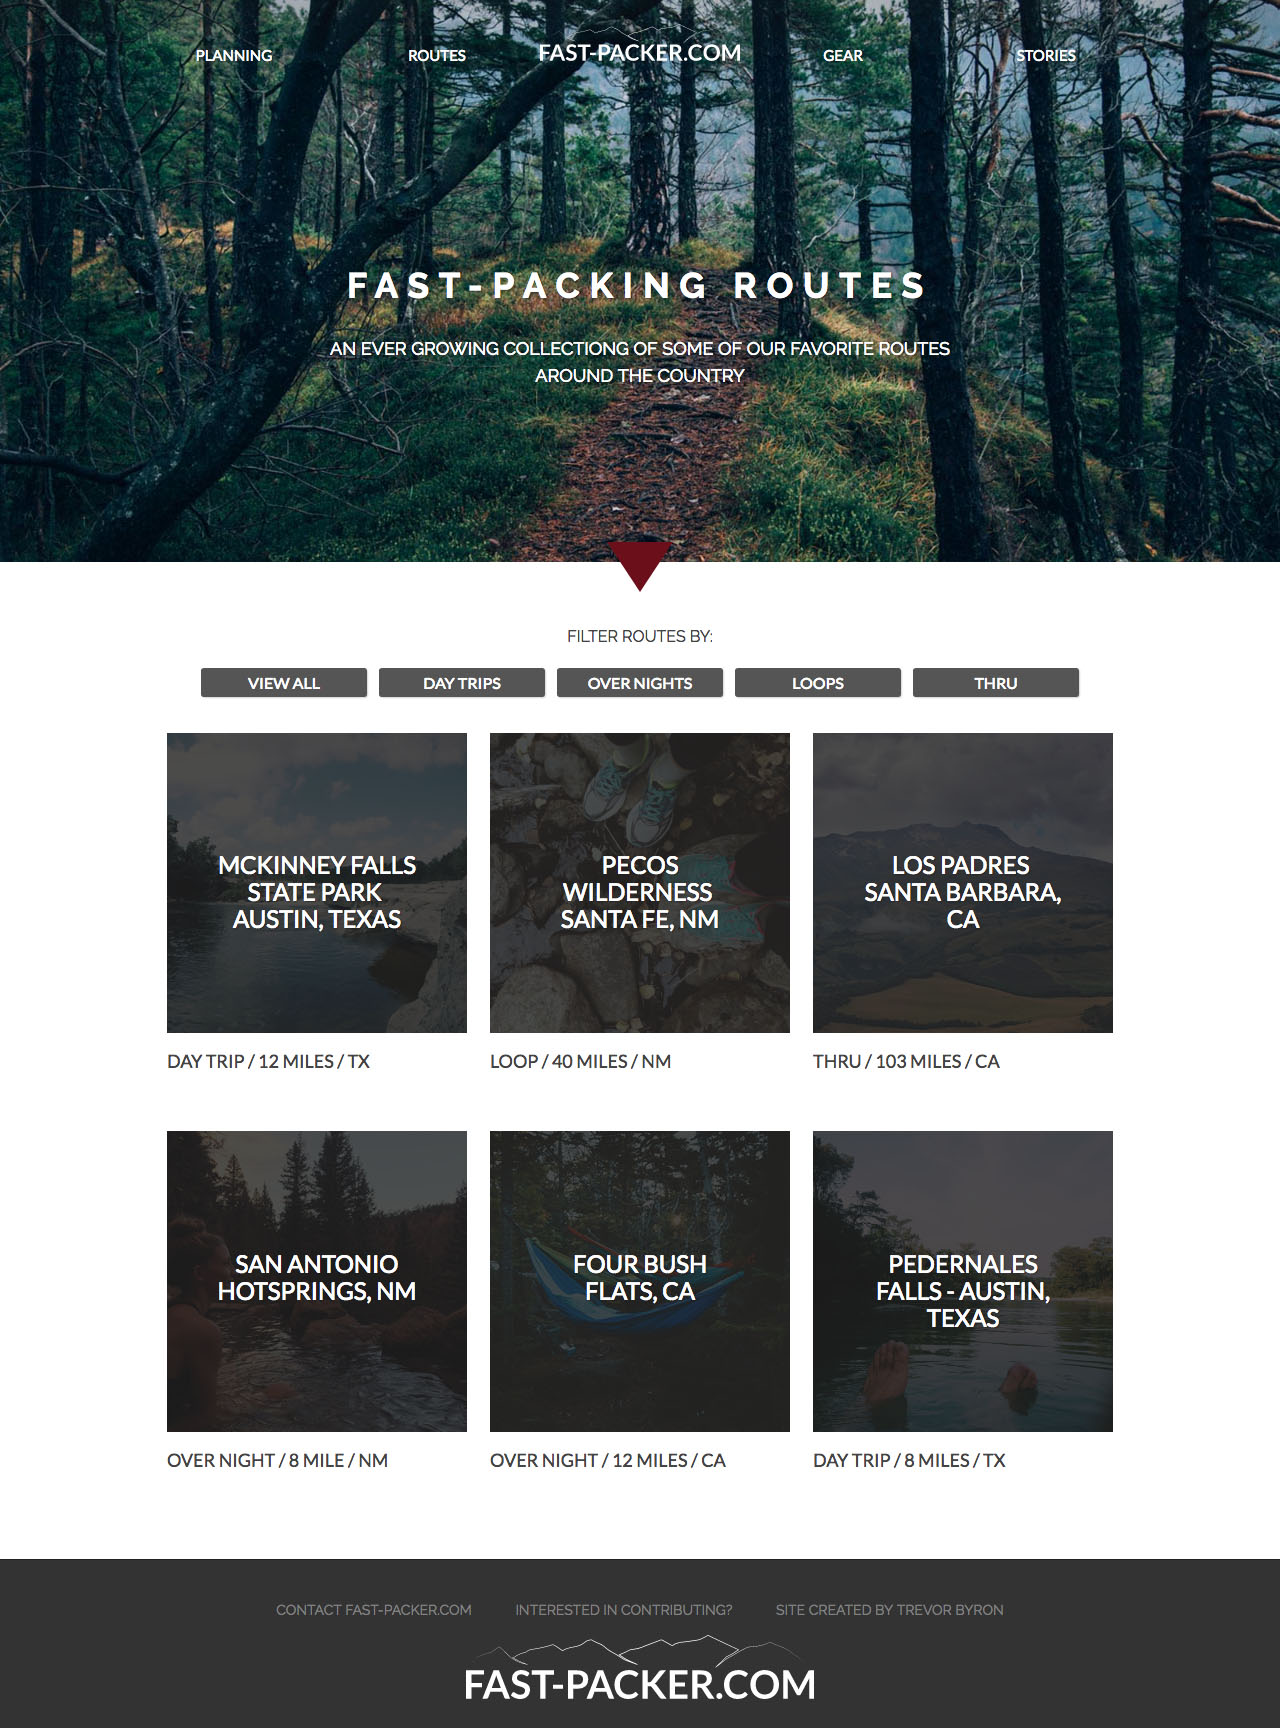 PLANNING
ROUTES
FAST-PACKER.COM
GEAR
STORIES
FAST-PACKING ROUTES
AN EVER GROWING COLLECTIONG OF SOME OF OUR FAVORITE ROUTES
AROUND THE COUNTRY
FILTER ROUTES BY:
VIEW ALL
DAY TRIPS
OVER NIGHTS
LOOPS
THRU
MCKINNEY FALLS
STATE PARK
AUSTIN, TEXAS
DAY TRIP / 12 MILES / TX
PECOS
WILDERNESS
SANTA FE, NM
LOOP / 40 MILES / NM
LOS PADRES
SANTA BARBARA,
CA
THRU / 103 MILES / CA
SAN ANTONIO
HOTSPRINGS, NM
OVER NIGHT / 8 MILE / NM
FOUR BUSH
FLATS, CA
OVER NIGHT / 12 MILES / CA
PEDERNALES
FALLS - AUSTIN,
TEXAS
DAY TRIP / 8 MILES / TX
CONTACT FAST-PACKER.COM
INTERESTED IN CONTRIBUTING?
SITE CREATED BY TREVOR BYRON
FAST-PACKER.COM